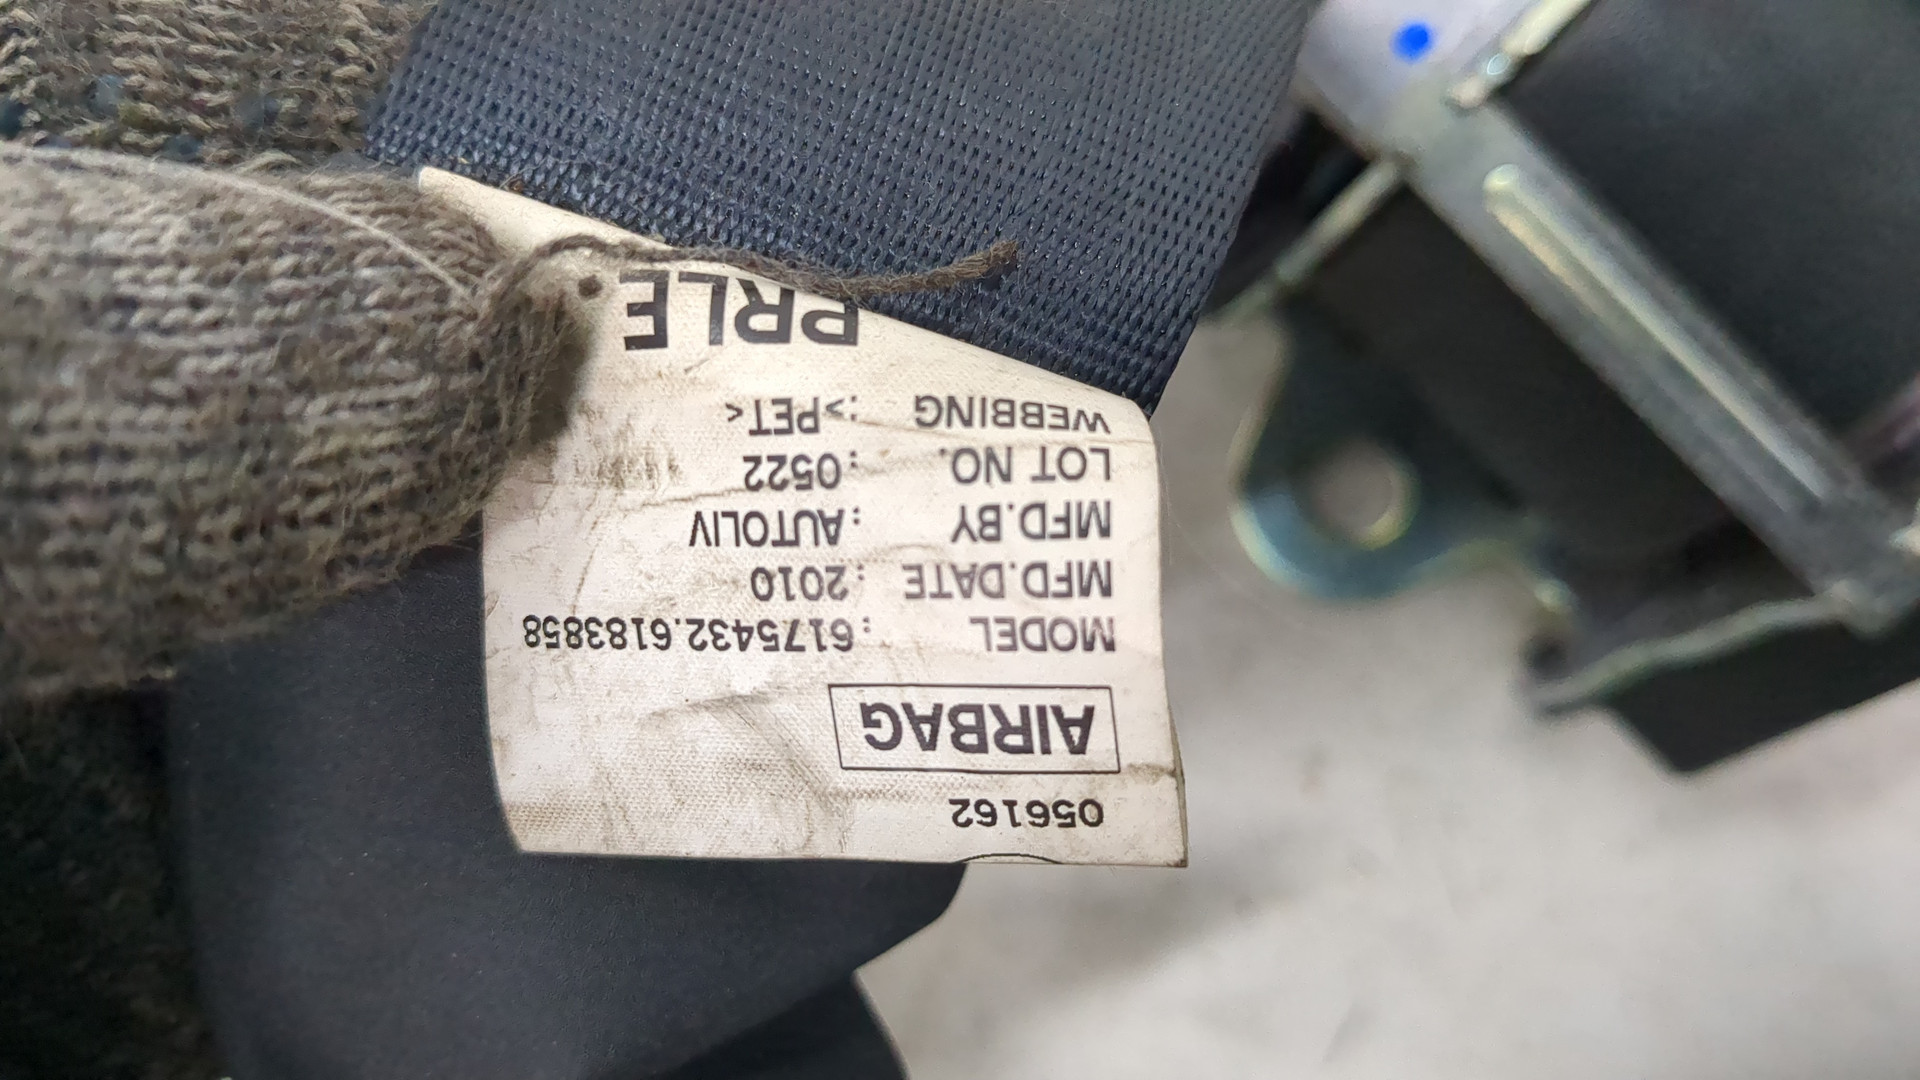 056162
AIRBAG
MODEL : 6175432.6183858
MFD.DATE : 2010
MFD.BY : AUTOLIV
LOT NO. : 0522
WEBBING :>PET<
PRLE